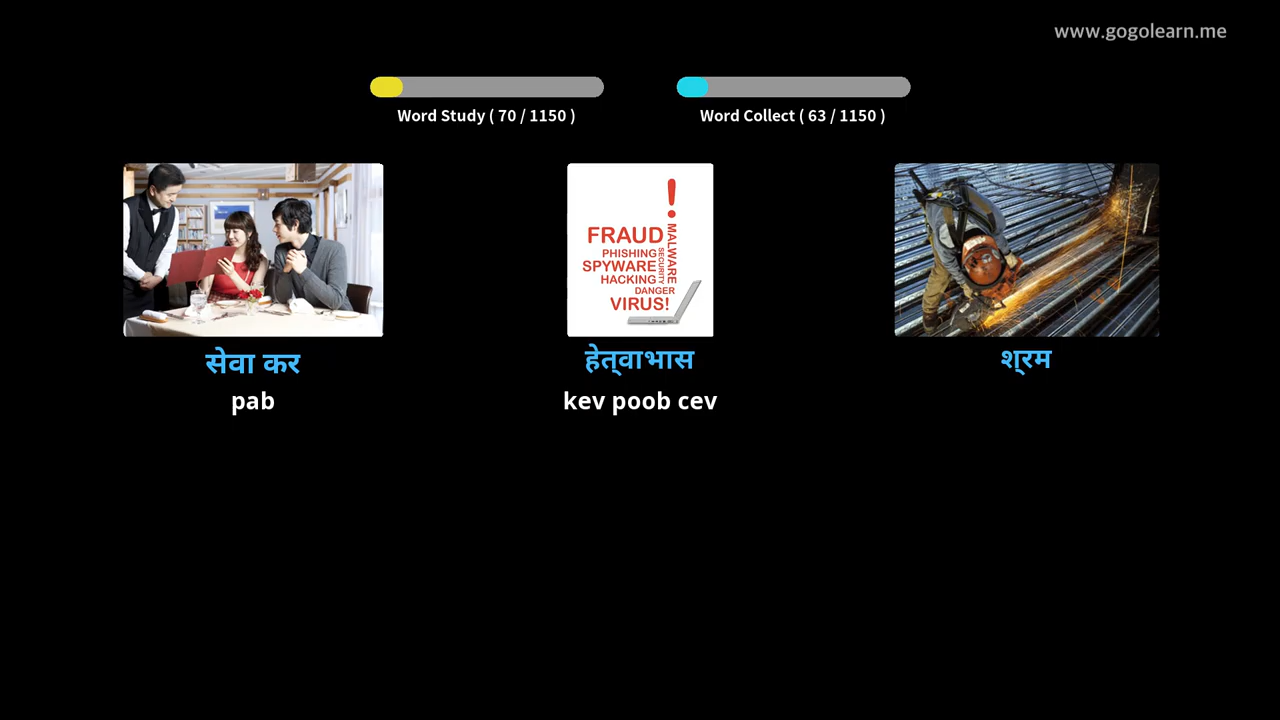 www.gogolearn.me
Word Study ( 70 / 1150 )
Word Collect ( 63 / 1150 )
!
FRAUD
PHISHING
SPYWARE
HACKING
DANGER
VIRUS!
SECURITY
MALWARE
सेवा कर
हेत्वाभास
श्रम
pab
kev poob cev